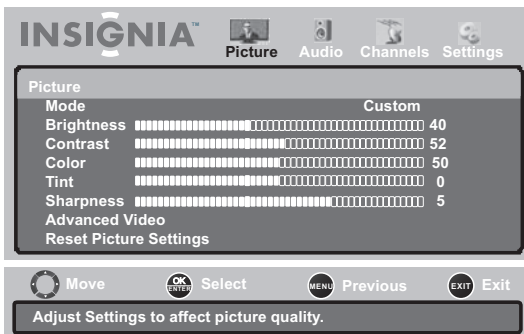 INSIGNIA™
Picture Audio Channels Settings
Picture
Mode Custom
Brightness 40
Contrast 52
Color 50
Tint 0
Sharpness 5
Advanced Video
Reset Picture Settings
Move OK ENTER Select MENU Previous EXIT Exit
Adjust Settings to affect picture quality.